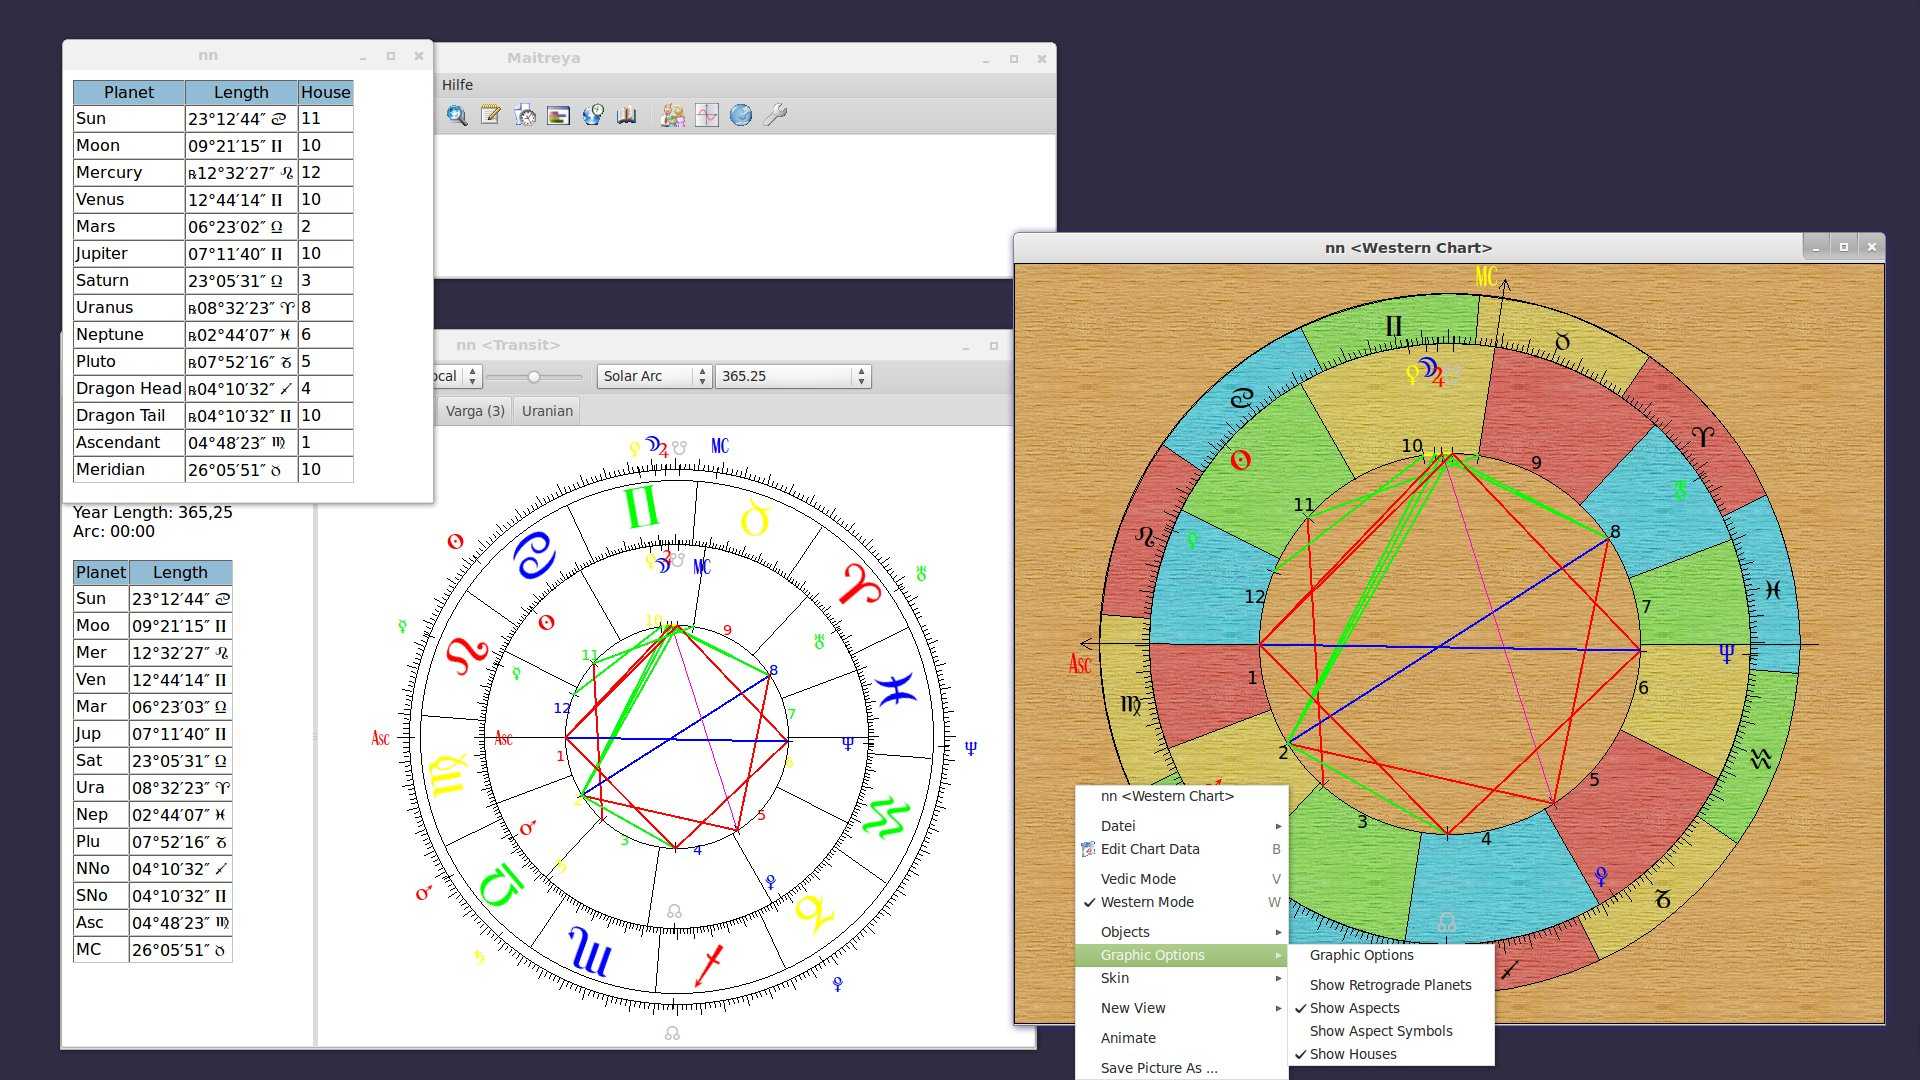 nn
Planet Length House
Sun 23°12′44″ ♋ 11
Moon 09°21′15″ ♊ 10
Mercury ℞12°32′27″ ♌ 12
Venus 12°44′14″ ♊ 10
Mars 06°23′02″ ♎ 2
Jupiter 07°11′40″ ♊ 10
Saturn 23°05′31″ ♎ 3
Uranus ℞08°32′23″ ♈ 8
Neptune ℞02°44′07″ ♓ 6
Pluto ℞07°52′16″ ♑ 5
Dragon Head ℞04°10′32″ ♐ 4
Dragon Tail ℞04°10′32″ ♊ 10
Ascendant 04°48′23″ ♍ 1
Meridian 26°05′51″ ♉ 10
Maitreya
Hilfe
nn <Transit>
ocal
Solar Arc
365.25
Varga (3)
Uranian
Year Length: 365,25
Arc: 00:00
Planet Length
Sun 23°12′44″ ♋
Moo 09°21′15″ ♊
Mer 12°32′27″ ♌
Ven 12°44′14″ ♊
Mar 06°23′03″ ♎
Jup 07°11′40″ ♊
Sat 23°05′31″ ♎
Ura 08°32′23″ ♈
Nep 02°44′07″ ♓
Plu 07°52′16″ ♑
NNo 04°10′32″ ♐
SNo 04°10′32″ ♊
Asc 04°48′23″ ♍
MC 26°05′51″ ♉
MC
MC
Asc
Asc
10
9
11
8
12
7
1
6
2
5
3
4
nn <Western Chart>
MC
10
9
11
8
12
7
Asc
1
6
2
5
3
4
nn <Western Chart>
Datei
Edit Chart Data B
Vedic Mode V
Western Mode W
Objects
Graphic Options
Skin
New View
Animate
Save Picture As ...
Graphic Options
Show Retrograde Planets
Show Aspects
Show Aspect Symbols
Show Houses